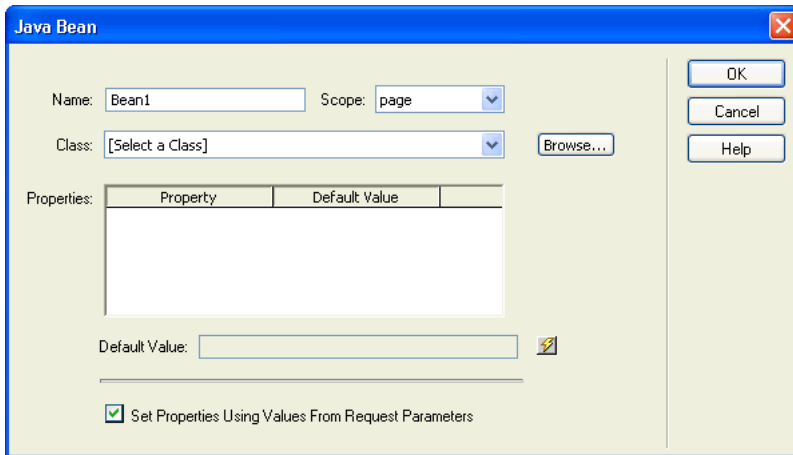 Java Bean
Name: Bean1 Scope: page
OK
Cancel
Class: [Select a Class] Browse...
Help
Properties: Property Default Value
Default Value:
Set Properties Using Values From Request Parameters